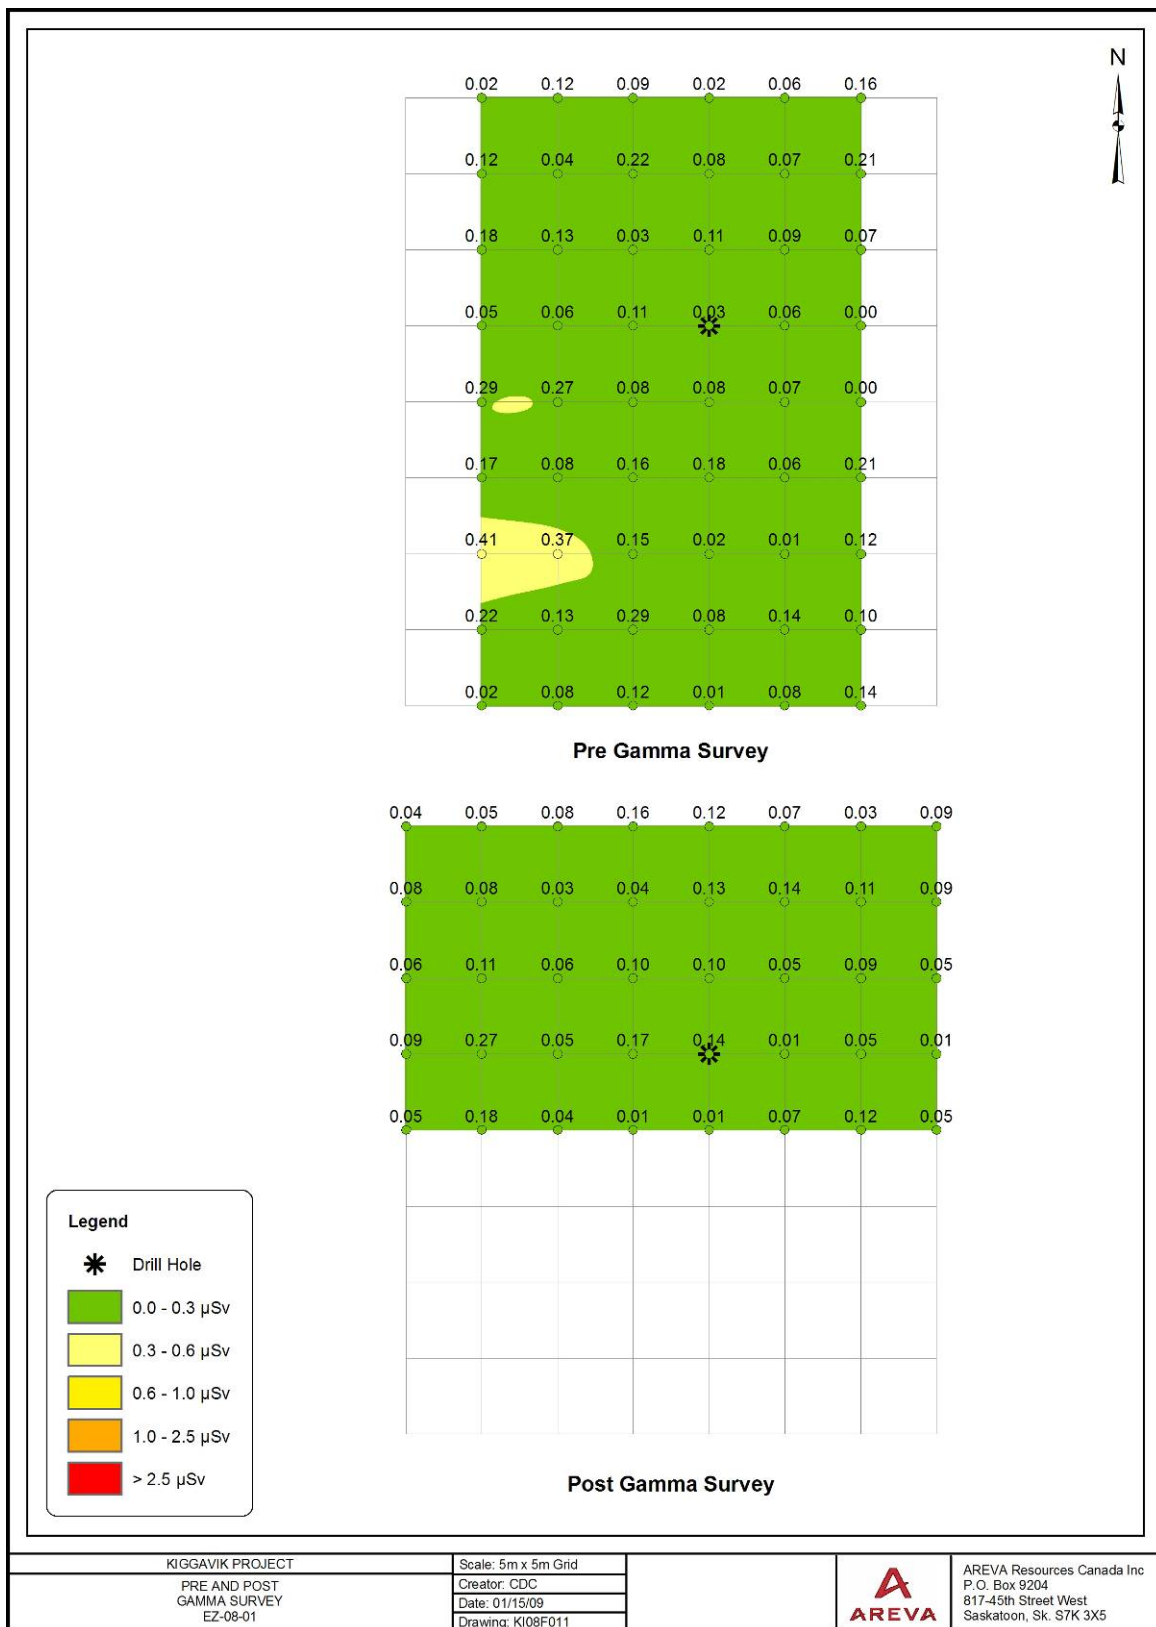 N
0.02 0.12 0.09 0.02 0.06 0.16
0.12 0.04 0.22 0.08 0.07 0.21
0.18 0.13 0.03 0.11 0.09 0.07
0.05 0.06 0.11 0.03 0.06 0.00
0.29 0.27 0.08 0.08 0.07 0.00
0.17 0.08 0.16 0.18 0.06 0.21
0.41 0.37 0.15 0.02 0.01 0.12
0.22 0.13 0.29 0.08 0.14 0.10
0.02 0.08 0.12 0.01 0.08 0.14
Pre Gamma Survey
0.04 0.05 0.08 0.16 0.12 0.07 0.03 0.09
0.08 0.08 0.03 0.04 0.13 0.14 0.11 0.09
0.06 0.11 0.06 0.10 0.10 0.05 0.09 0.05
0.09 0.27 0.05 0.17 0.14 0.01 0.05 0.01
0.05 0.18 0.04 0.01 0.01 0.07 0.12 0.05
Post Gamma Survey
Legend
Drill Hole
0.0 - 0.3 µSv
0.3 - 0.6 µSv
0.6 - 1.0 µSv
1.0 - 2.5 µSv
> 2.5 µSv
KIGGAVIK PROJECT
PRE AND POST
GAMMA SURVEY
EZ-08-01
Scale: 5m x 5m Grid
Creator: CDC
Date: 01/15/09
Drawing: KI08F011
AREVA
AREVA Resources Canada Inc
P.O. Box 9204
817-45th Street West
Saskatoon, Sk. S7K 3X5